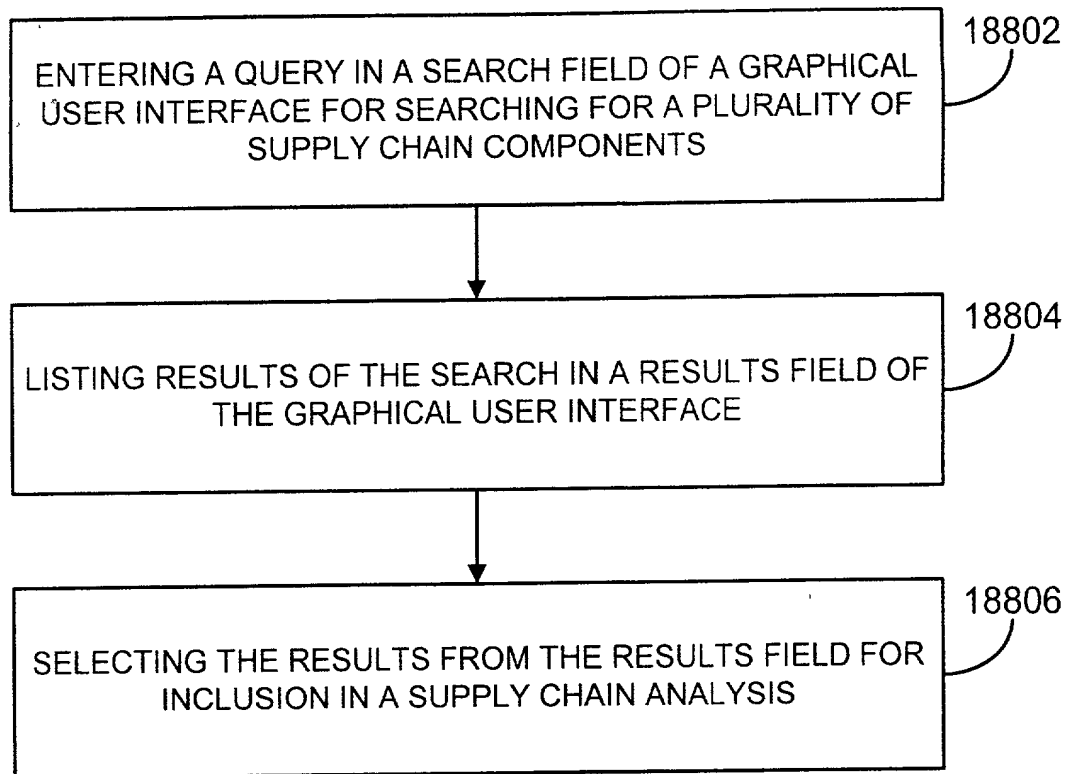 18802
ENTERING A QUERY IN A SEARCH FIELD OF A GRAPHICAL
USER INTERFACE FOR SEARCHING FOR A PLURALITY OF
SUPPLY CHAIN COMPONENTS
18804
LISTING RESULTS OF THE SEARCH IN A RESULTS FIELD OF
THE GRAPHICAL USER INTERFACE
18806
SELECTING THE RESULTS FROM THE RESULTS FIELD FOR
INCLUSION IN A SUPPLY CHAIN ANALYSIS